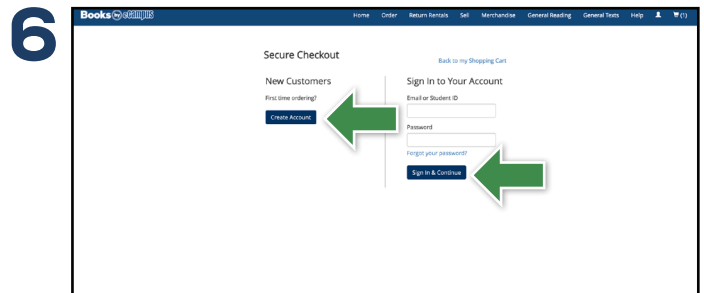 6
Books by eCampus Home Order Return Rentals Sell Merchandise General Reading General Texts Help (1)
Secure Checkout
Back to my Shopping Cart
New Customers
First time ordering?
Create Account
Sign In to Your Account
Email or Student ID
Password
Forgot your password?
Sign In & Continue